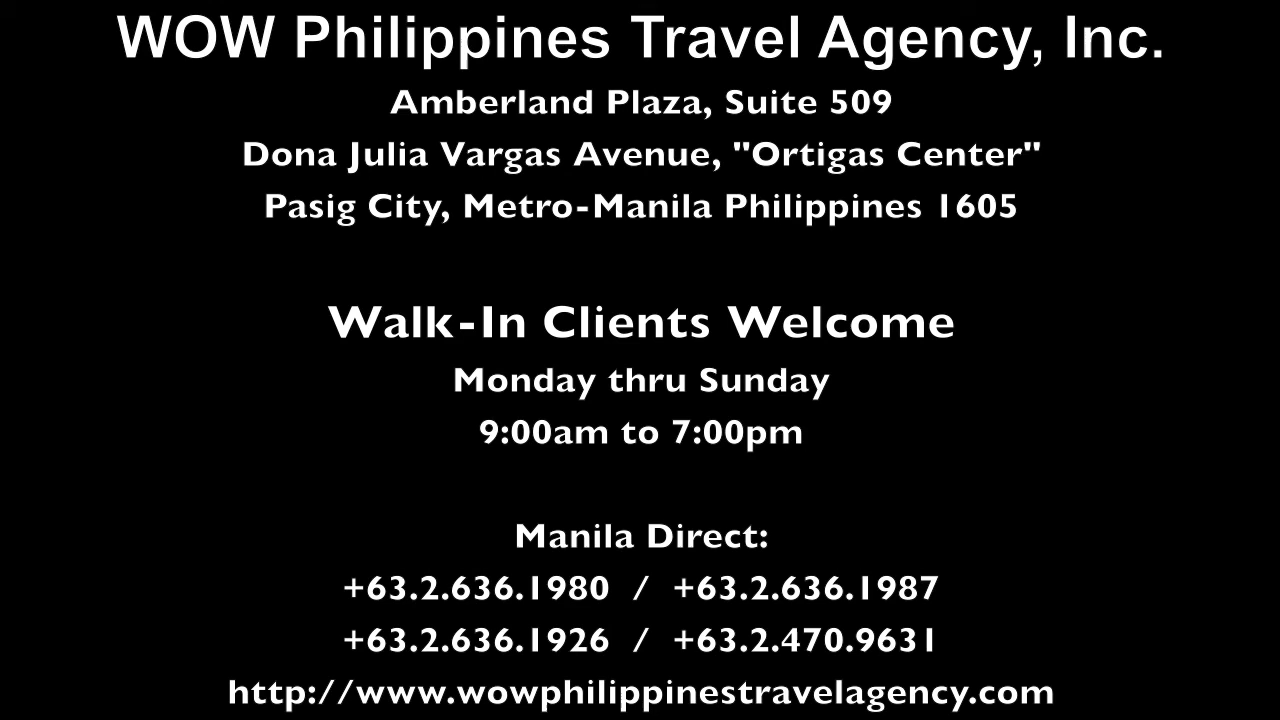 WOW Philippines Travel Agency, Inc.
Amberland Plaza, Suite 509
Dona Julia Vargas Avenue, "Ortigas Center"
Pasig City, Metro-Manila Philippines 1605
Walk-In Clients Welcome
Monday thru Sunday
9:00am to 7:00pm
Manila Direct:
+63.2.636.1980 / +63.2.636.1987
+63.2.636.1926 / +63.2.470.9631
http://www.wowphilippinestravelagency.com